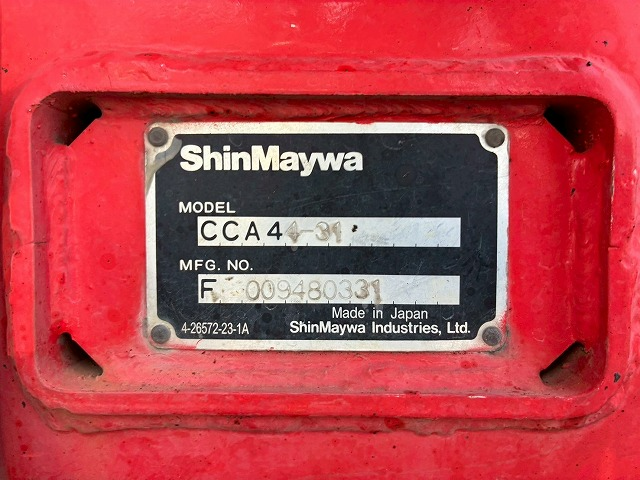 ShinMaywa
MODEL
CCA44-31
MFG. NO.
F 009480331
Made in Japan
4-26572-23-1A ShinMaywa Industries, Ltd.